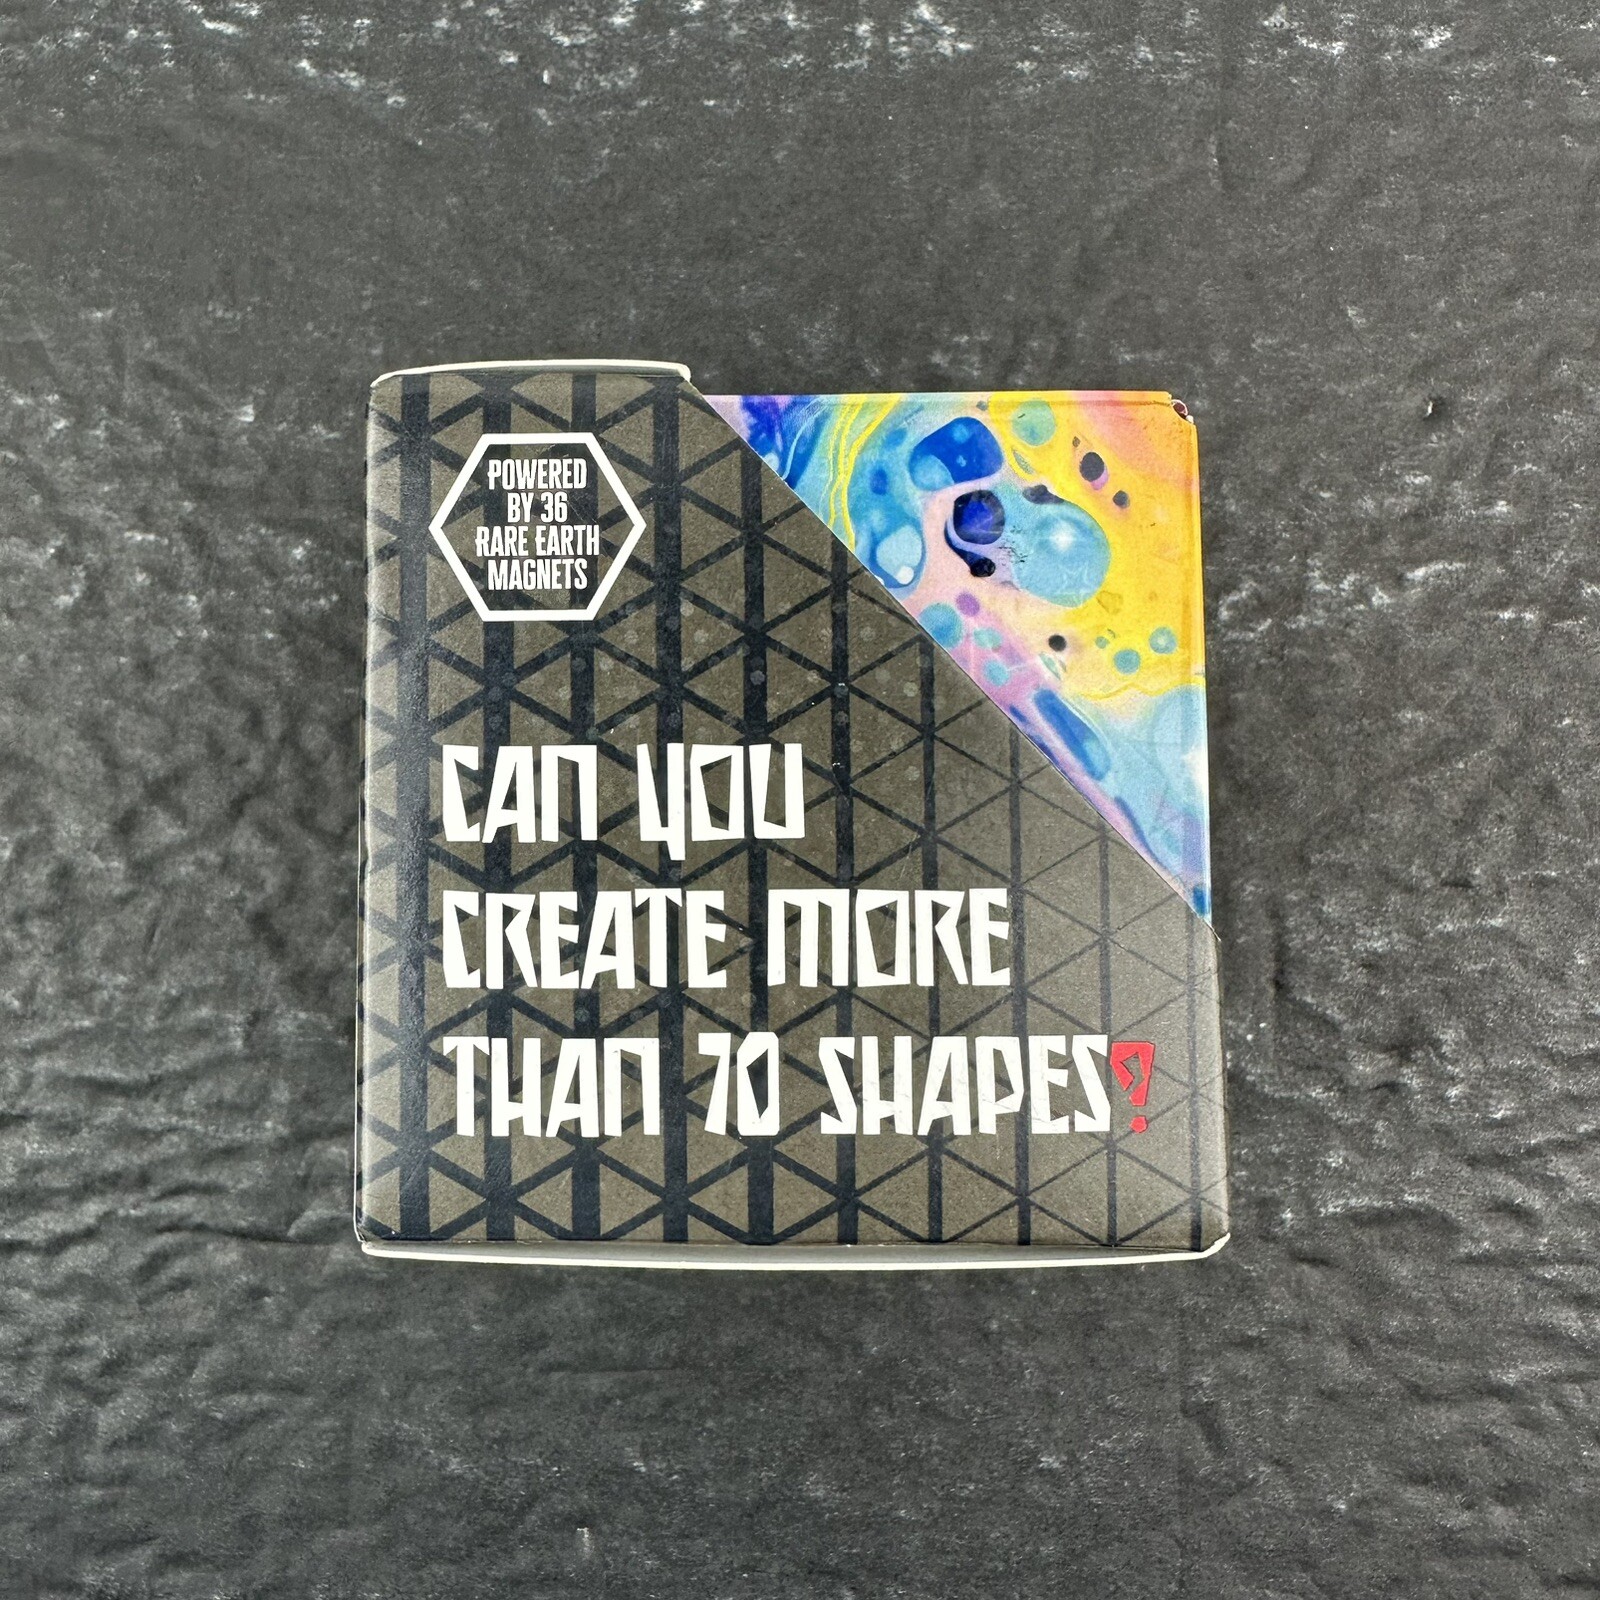 POWERED
BY 36
RARE EARTH
MAGNETS
CAN YOU
CREATE MORE
THAN 70 SHAPES?